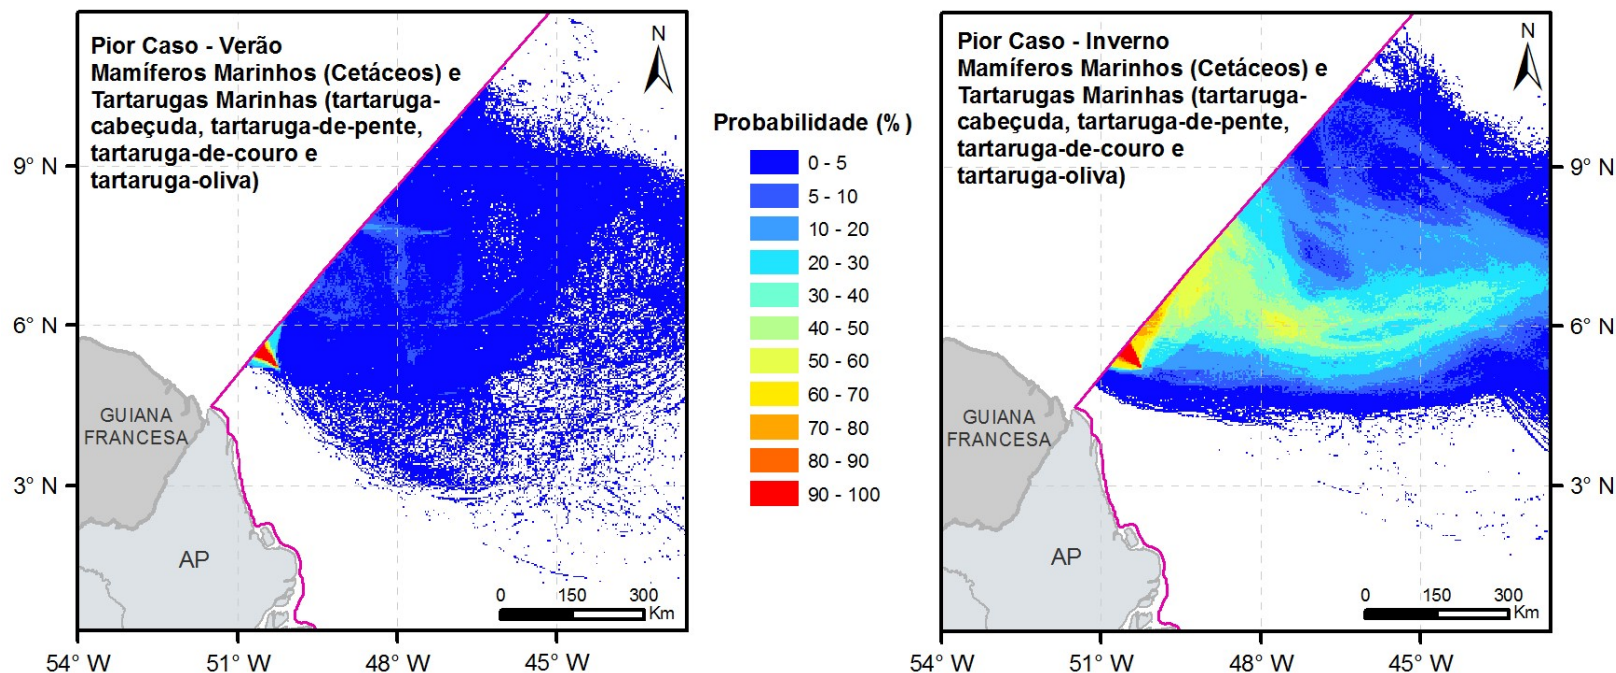 Pior Caso - Verão
Mamíferos Marinhos (Cetáceos) e
Tartarugas Marinhas (tartaruga-
cabeçuda, tartaruga-de-pente,
tartaruga-de-couro e
tartaruga-oliva)
N
9° N
6° N
3° N
GUIANA
FRANCESA
AP
0 150 300
Km
54° W 51° W 48° W 45° W
Probabilidade (%)
0 - 5
5 - 10
10 - 20
20 - 30
30 - 40
40 - 50
50 - 60
60 - 70
70 - 80
80 - 90
90 - 100
Pior Caso - Inverno
Mamíferos Marinhos (Cetáceos) e
Tartarugas Marinhas (tartaruga-
cabeçuda, tartaruga-de-pente,
tartaruga-de-couro e
tartaruga-oliva)
N
9° N
6° N
3° N
GUIANA
FRANCESA
AP
0 150 300
Km
54° W 51° W 48° W 45° W